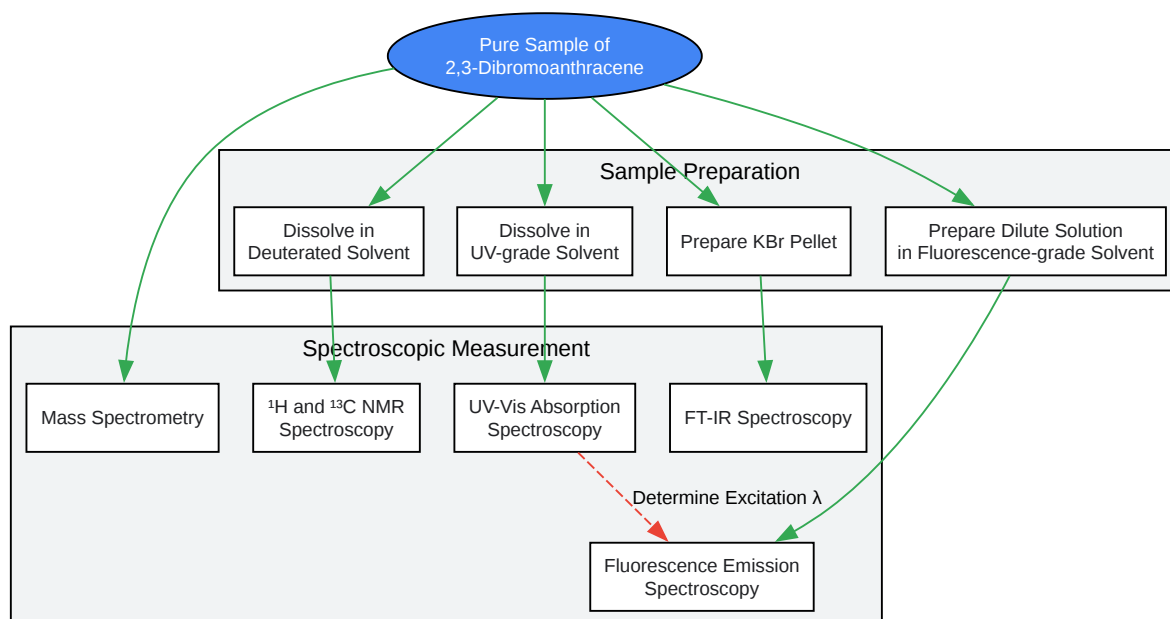 Pure Sample of
2,3-Dibromoanthracene
Sample Preparation
Dissolve in
Deuterated Solvent
Dissolve in
UV-grade Solvent
Prepare KBr Pellet
Prepare Dilute Solution
in Fluorescence-grade Solvent
Spectroscopic Measurement
Mass Spectrometry
¹H and ¹³C NMR
Spectroscopy
UV-Vis Absorption
Spectroscopy
FT-IR Spectroscopy
Determine Excitation λ
Fluorescence Emission
Spectroscopy